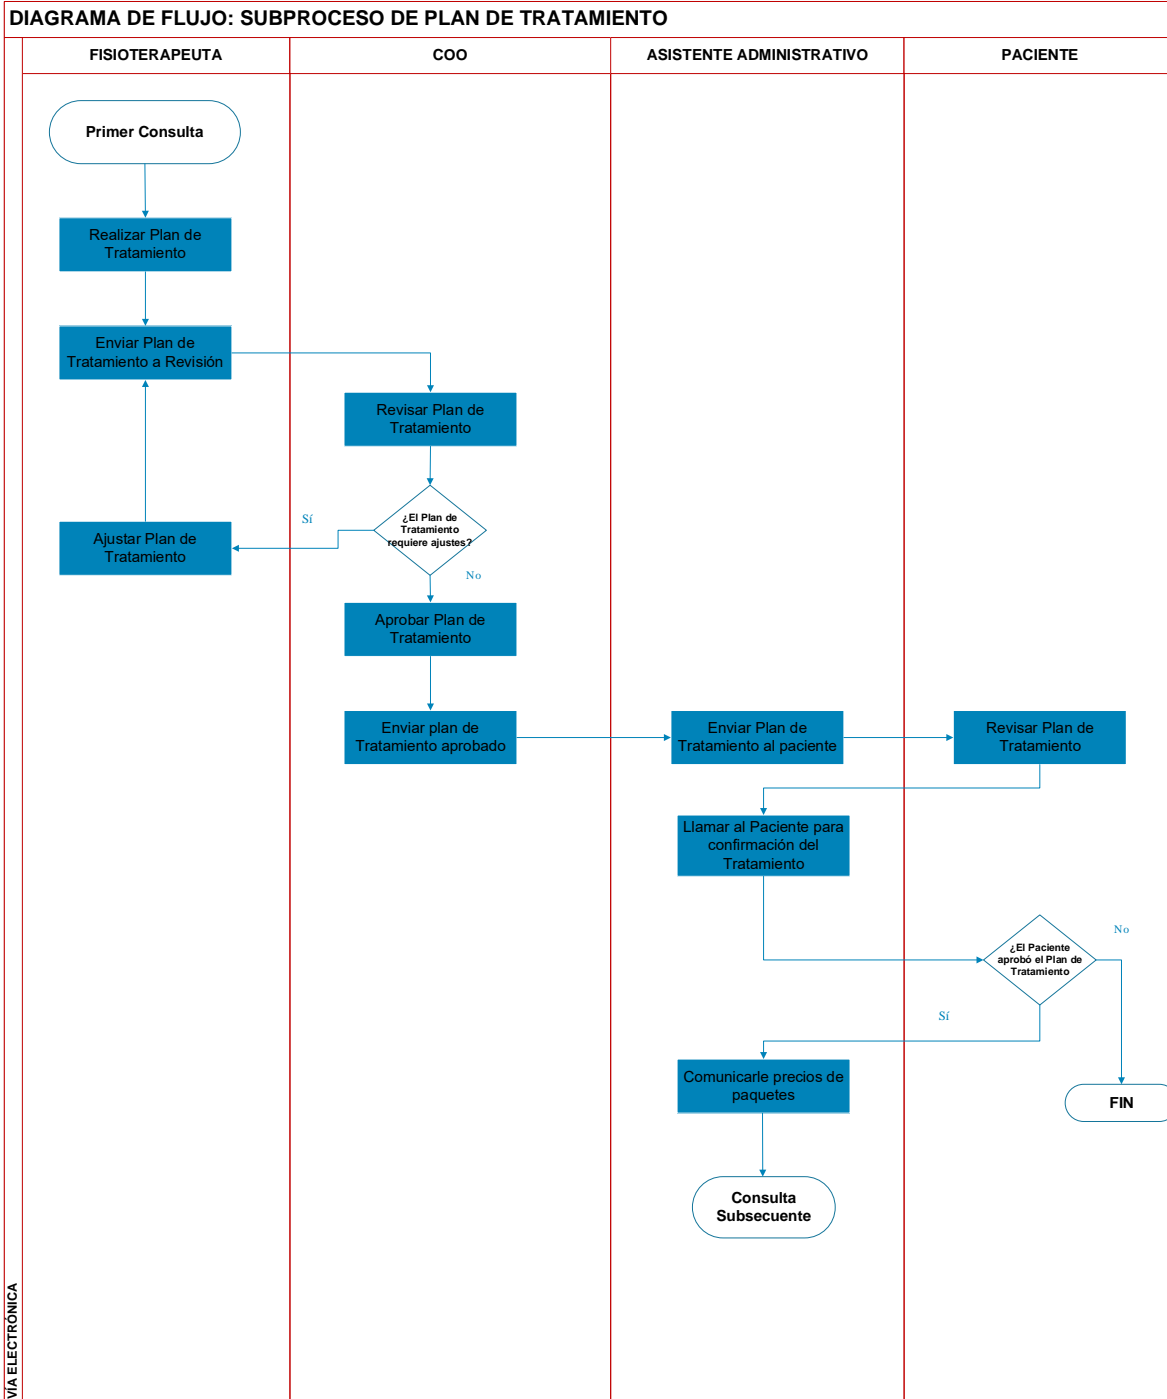 DIAGRAMA DE FLUJO: SUBPROCESO DE PLAN DE TRATAMIENTO
FISIOTERAPEUTA
COO
ASISTENTE ADMINISTRATIVO
PACIENTE
Primer Consulta
Realizar Plan de
Tratamiento
Enviar Plan de
Tratamiento a Revisión
Revisar Plan de
Tratamiento
¿El Plan de
Tratamiento
requiere ajustes?
Sí
Ajustar Plan de
Tratamiento
No
Aprobar Plan de
Tratamiento
Enviar plan de
Tratamiento aprobado
Enviar Plan de
Tratamiento al paciente
Revisar Plan de
Tratamiento
Llamar al Paciente para
confirmación del
Tratamiento
¿El Paciente
aprobó el Plan de
Tratamiento
No
Sí
Comunicarle precios de
paquetes
FIN
Consulta
Subsecuente
VÍA ELECTRÓNICA